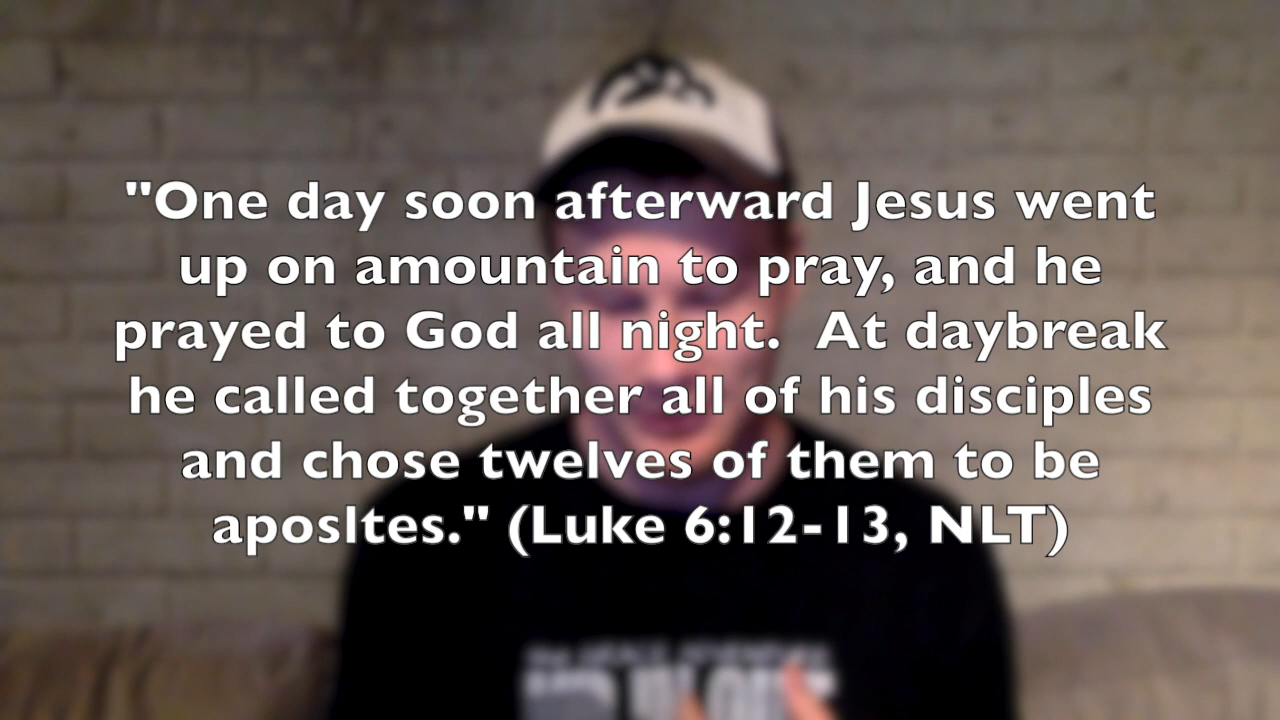 "One day soon afterward Jesus went
up on amountain to pray, and he
prayed to God all night.  At daybreak
he called together all of his disciples
and chose twelves of them to be
aposltes." (Luke 6:12-13, NLT)